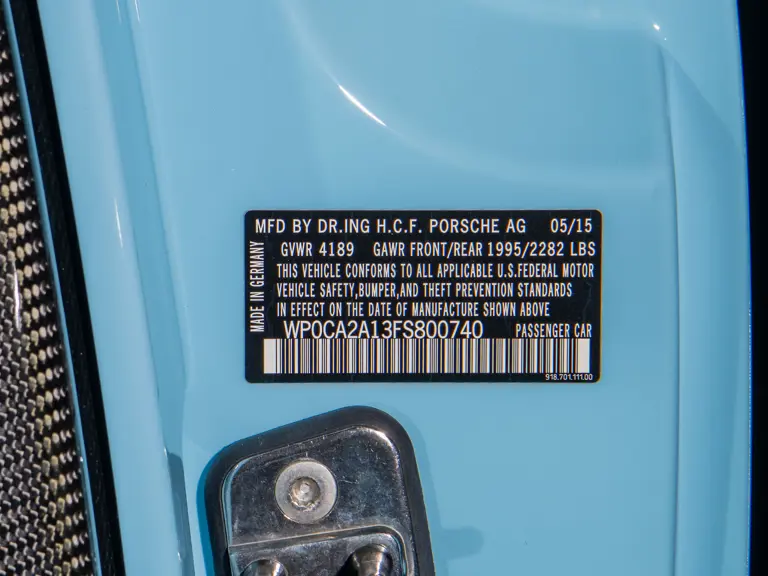 MFD BY DR.ING H.C.F. PORSCHE AG 05/15
GVWR 4189 GAWR FRONT/REAR 1995/2282 LBS
MADE IN GERMANY
THIS VEHICLE CONFORMS TO ALL APPLICABLE U.S.FEDERAL MOTOR
VEHICLE SAFETY,BUMPER,AND THEFT PREVENTION STANDARDS
IN EFFECT ON THE DATE OF MANUFACTURE SHOWN ABOVE
WP0CA2A13FS800740 PASSENGER CAR
918.701.111.00